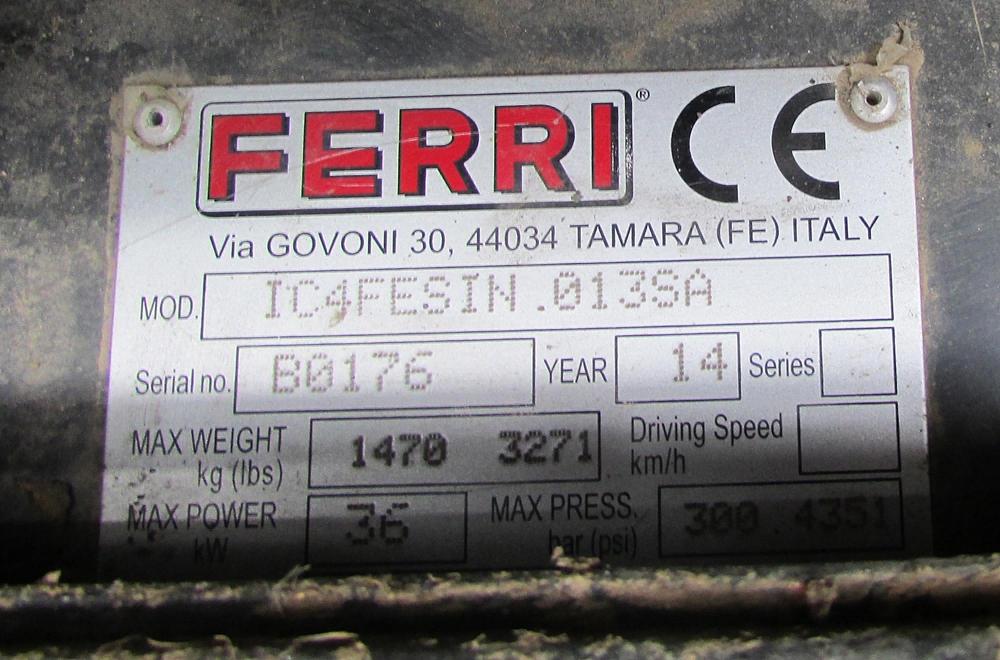 FERRI® CE
Via GOVONI 30, 44034 TAMARA (FE) ITALY
MOD. IC4FESIN.013SA
Serial no. B0176 YEAR 14 Series
MAX WEIGHT 1470 3271 Driving Speed
kg (lbs) km/h
MAX POWER 36 MAX PRESS. 300.4351
kW bar (psi)